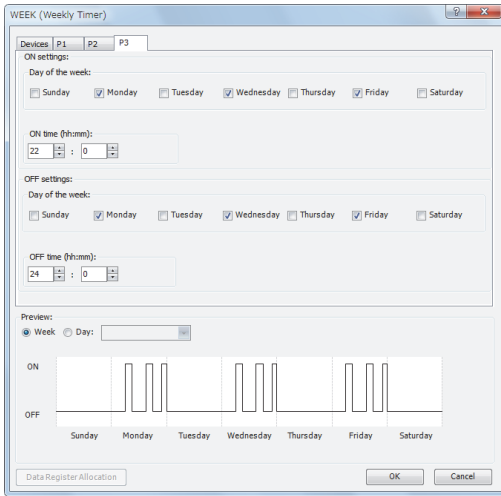 WEEK (Weekly Timer)
Devices P1 P2 P3
ON settings:
Day of the week:
Sunday Monday Tuesday Wednesday Thursday Friday Saturday
ON time (hh:mm):
22 : 0
OFF settings:
Day of the week:
Sunday Monday Tuesday Wednesday Thursday Friday Saturday
OFF time (hh:mm):
24 : 0
Preview:
Week Day:
ON
OFF
Sunday Monday Tuesday Wednesday Thursday Friday Saturday
Data Register Allocation OK Cancel